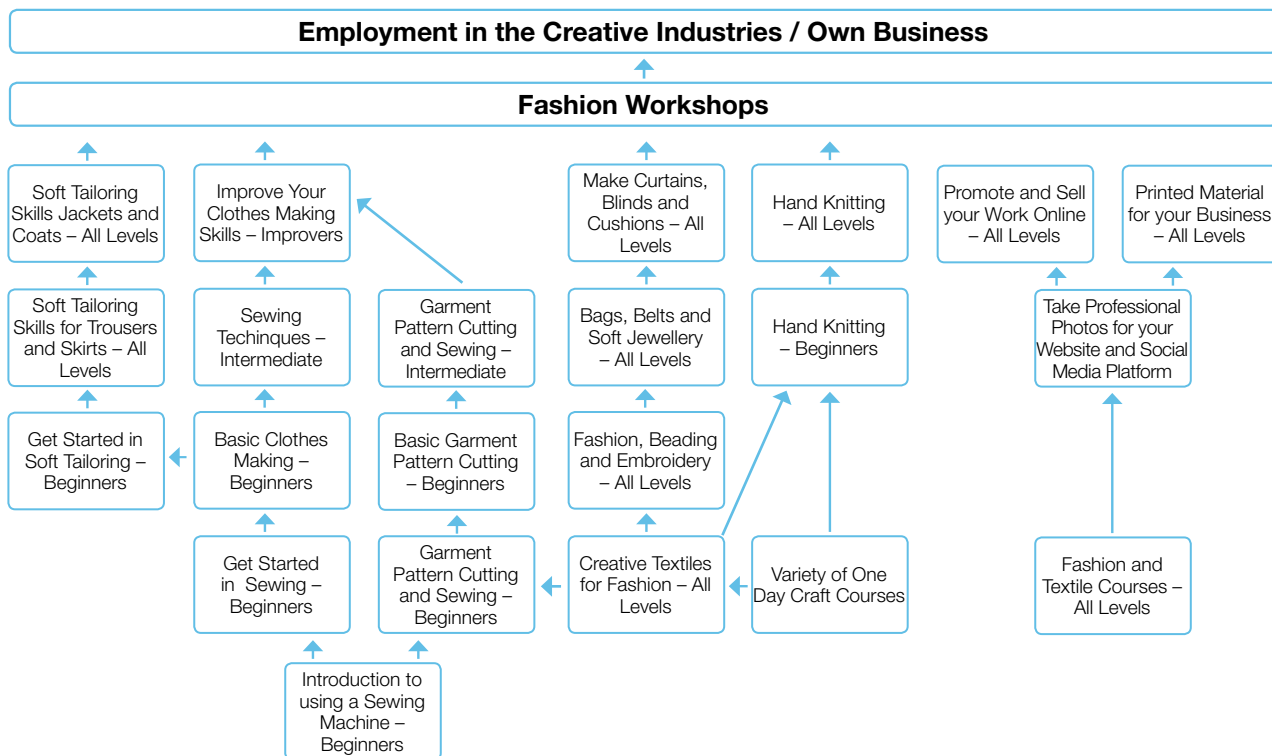 Employment in the Creative Industries / Own Business
Fashion Workshops
Soft Tailoring
Skills Jackets and
Coats – All Levels
Improve Your
Clothes Making
Skills – Improvers
Make Curtains,
Blinds and
Cushions – All
Levels
Hand Knitting
– All Levels
Promote and Sell
your Work Online
– All Levels
Printed Material
for your Business
– All Levels
Soft Tailoring
Skills for Trousers
and Skirts – All
Levels
Sewing
Techinques –
Intermediate
Garment
Pattern Cutting
and Sewing –
Intermediate
Bags, Belts and
Soft Jewellery
– All Levels
Hand Knitting
– Beginners
Take Professional
Photos for your
Website and Social
Media Platform
Get Started in
Soft Tailoring –
Beginners
Basic Clothes
Making –
Beginners
Basic Garment
Pattern Cutting
– Beginners
Fashion, Beading
and Embroidery
– All Levels
Get Started
in Sewing –
Beginners
Garment
Pattern Cutting
and Sewing –
Beginners
Creative Textiles
for Fashion – All
Levels
Variety of One
Day Craft Courses
Fashion and
Textile Courses –
All Levels
Introduction to
using a Sewing
Machine –
Beginners